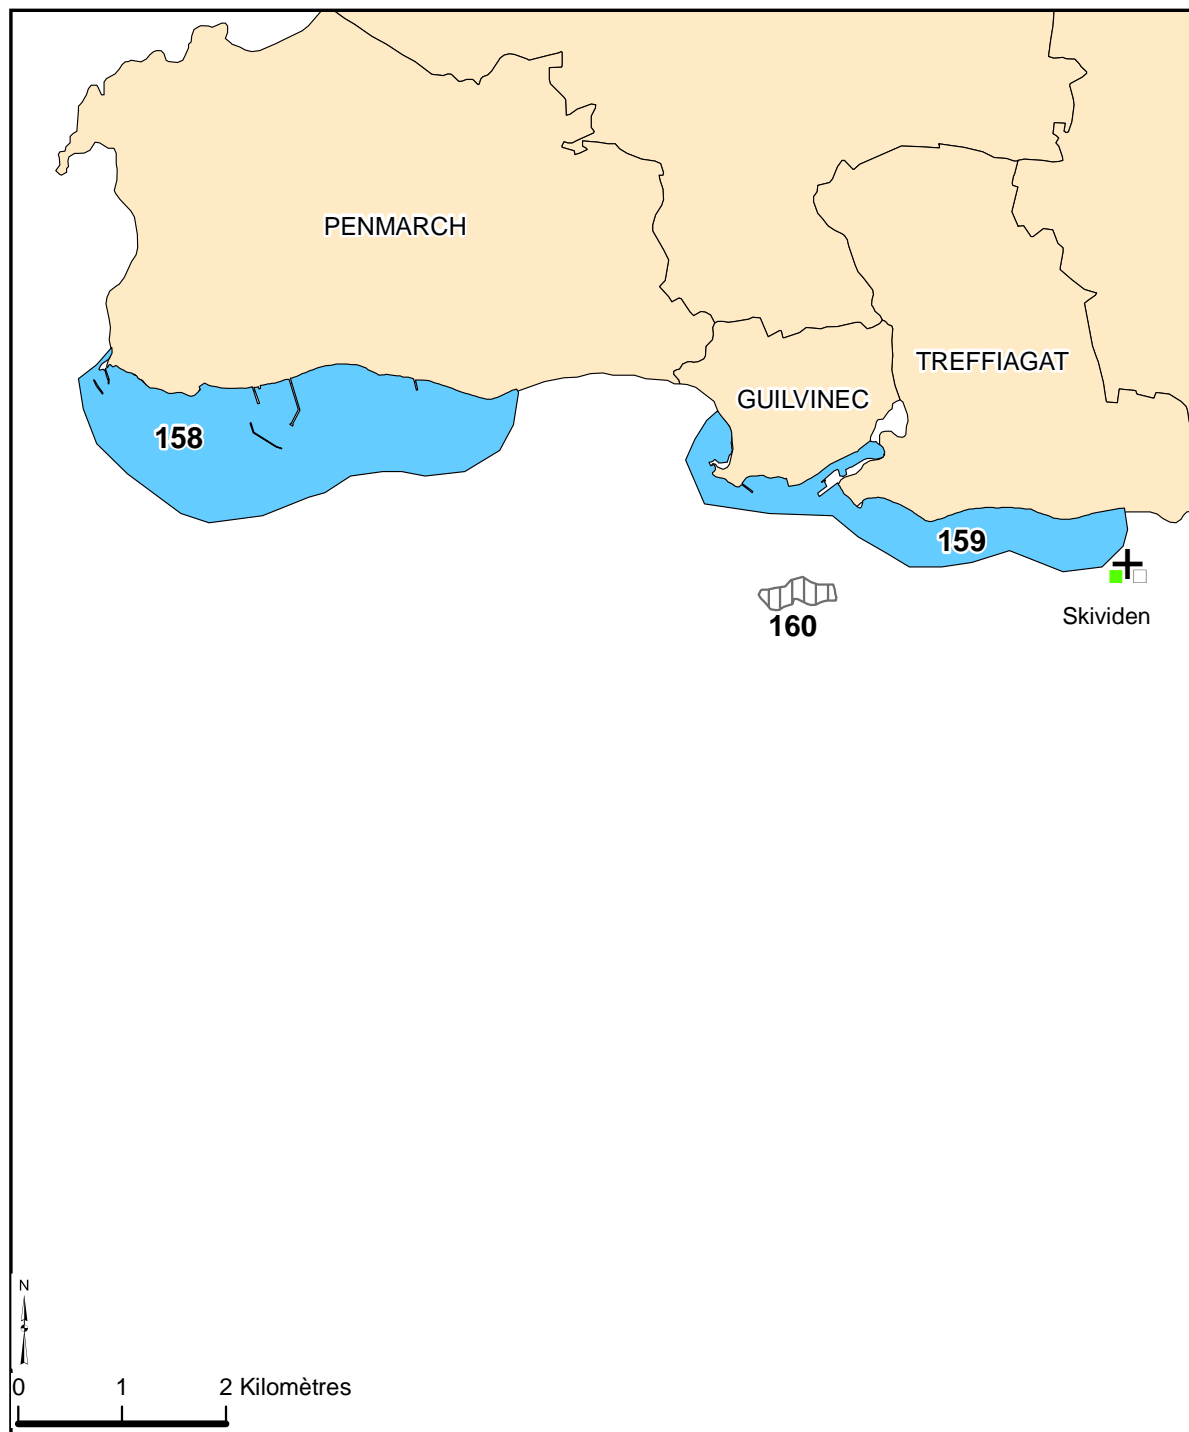 PENMARCH
TREFFIAGAT
GUILVINEC
158
159
Skividen
160
N
0 1 2 Kilomètres